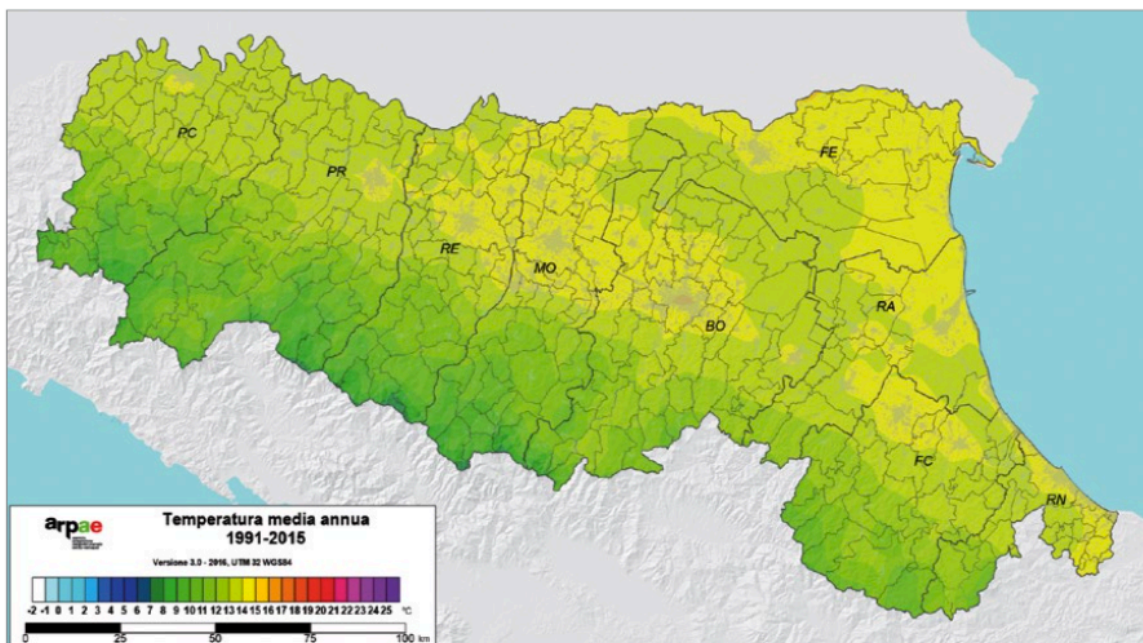 PC
PR
RE
MO
BO
FE
RA
FC
RN
arpae
Temperatura media annua
1991-2015
Versione 3.0 - 2016, UTM 32 WGS84
-2 -1 0 1 2 3 4 5 6 7 8 9 10 11 12 13 14 15 16 17 18 19 20 21 22 23 24 25 °C
0 25 50 75 100 km